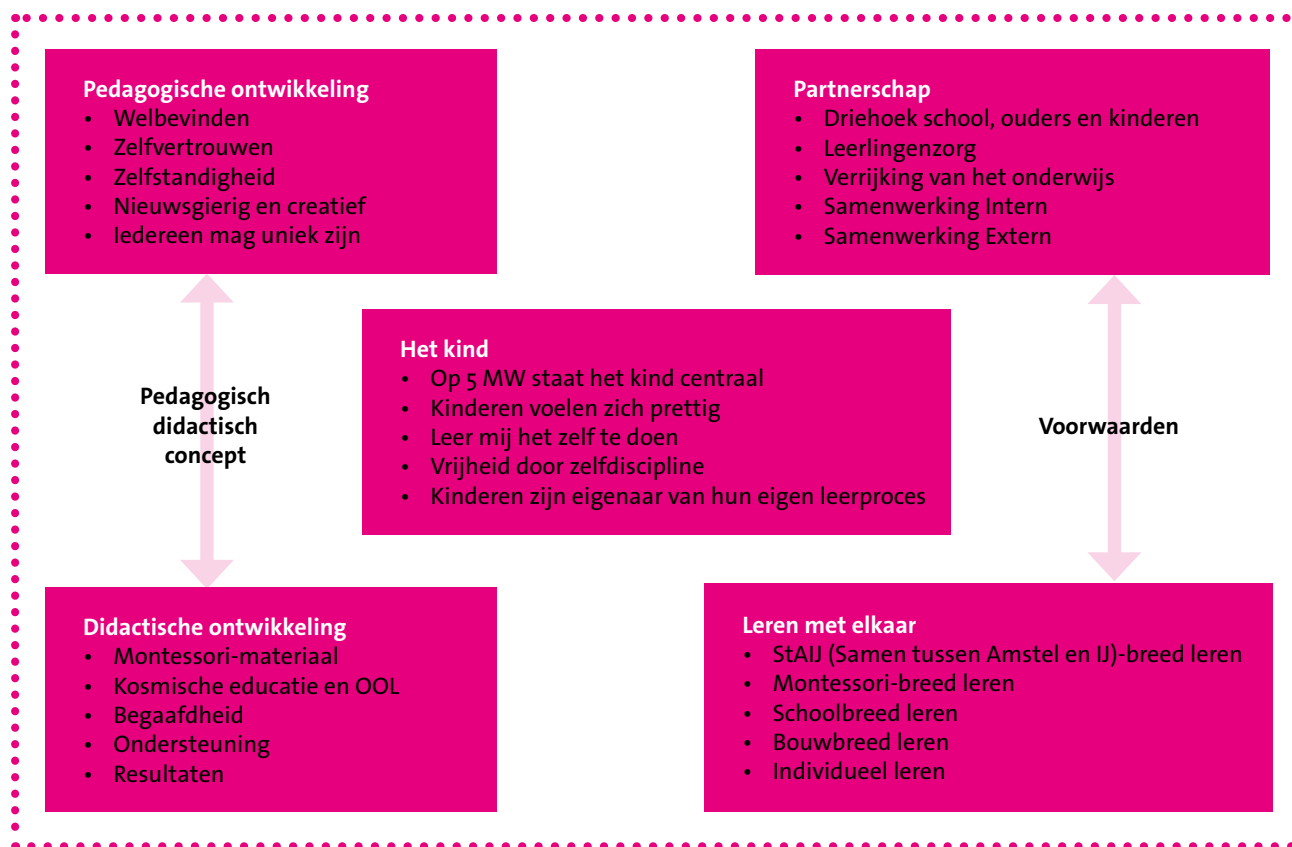 Pedagogische ontwikkeling
• Welbevinden
• Zelfvertrouwen
• Zelfstandigheid
• Nieuwsgierig en creatief
• Iedereen mag uniek zijn
Partnerschap
• Driehoek school, ouders en kinderen
• Leerlingenzorg
• Verrijking van het onderwijs
• Samenwerking Intern
• Samenwerking Extern
Pedagogisch
didactisch
concept
Het kind
• Op 5 MW staat het kind centraal
• Kinderen voelen zich prettig
• Leer mij het zelf te doen
• Vrijheid door zelfdiscipline
• Kinderen zijn eigenaar van hun eigen leerproces
Voorwaarden
Didactische ontwikkeling
• Montessori-materiaal
• Kosmische educatie en OOL
• Begaafdheid
• Ondersteuning
• Resultaten
Leren met elkaar
• StAIJ (Samen tussen Amstel en IJ)-breed leren
• Montessori-breed leren
• Schoolbreed leren
• Bouwbreed leren
• Individueel leren